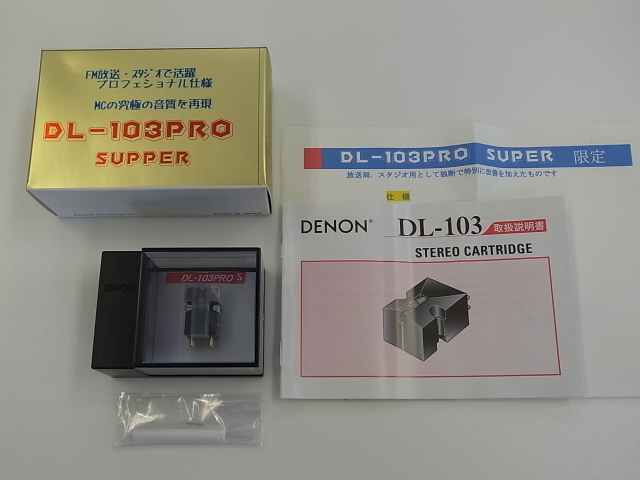 FM放送・ｽﾀｼﾞｵで活躍
プロフェショナル仕様
MCの究極の音質を再現
DL-103PRO
SUPPER
DL-103PRO SUPER 限定
放送局、スタジオ用として独断で特別に改善を加えたものです
仕様
DENON® DL-103 取扱説明書
STEREO CARTRIDGE
DENON
DL-103PRO S